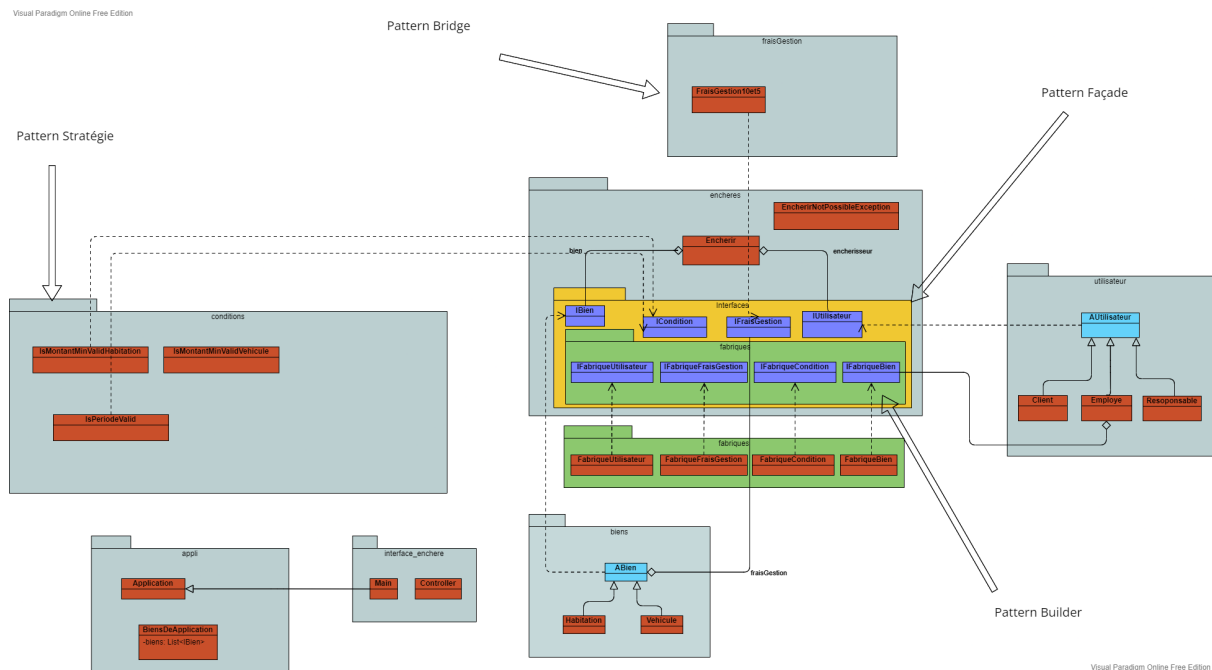 Visual Paradigm Online Free Edition
Pattern Bridge
fraisGestion
FraisGestion10et5
Pattern Façade
Pattern Stratégie
encheres
EncherirNotPossibleException
Encherir
bien
encherisseur
utilisateur
conditions
Interfaces
IBien
ICondition
IFraisGestion
IUtilisateur
AUtilisateur
IsMontantMinValidHabitation
IsMontantMinValidVehicule
fabriques
IFabriqueUtilisateur
IFabriqueFraisGestion
IFabriqueCondition
IFabriqueBien
Client
Employe
Resoponsable
IsPeriodeValid
fabriques
FabriqueUtilisateur
FabriqueFraisGestion
FabriqueCondition
FabriqueBien
biens
appli
interface_enchere
ABien
fraisGestion
Application
Main
Controller
Habitation
Vehicule
Pattern Builder
BiensDeApplication
-biens: List<IBien>
Visual Paradigm Online Free Edition